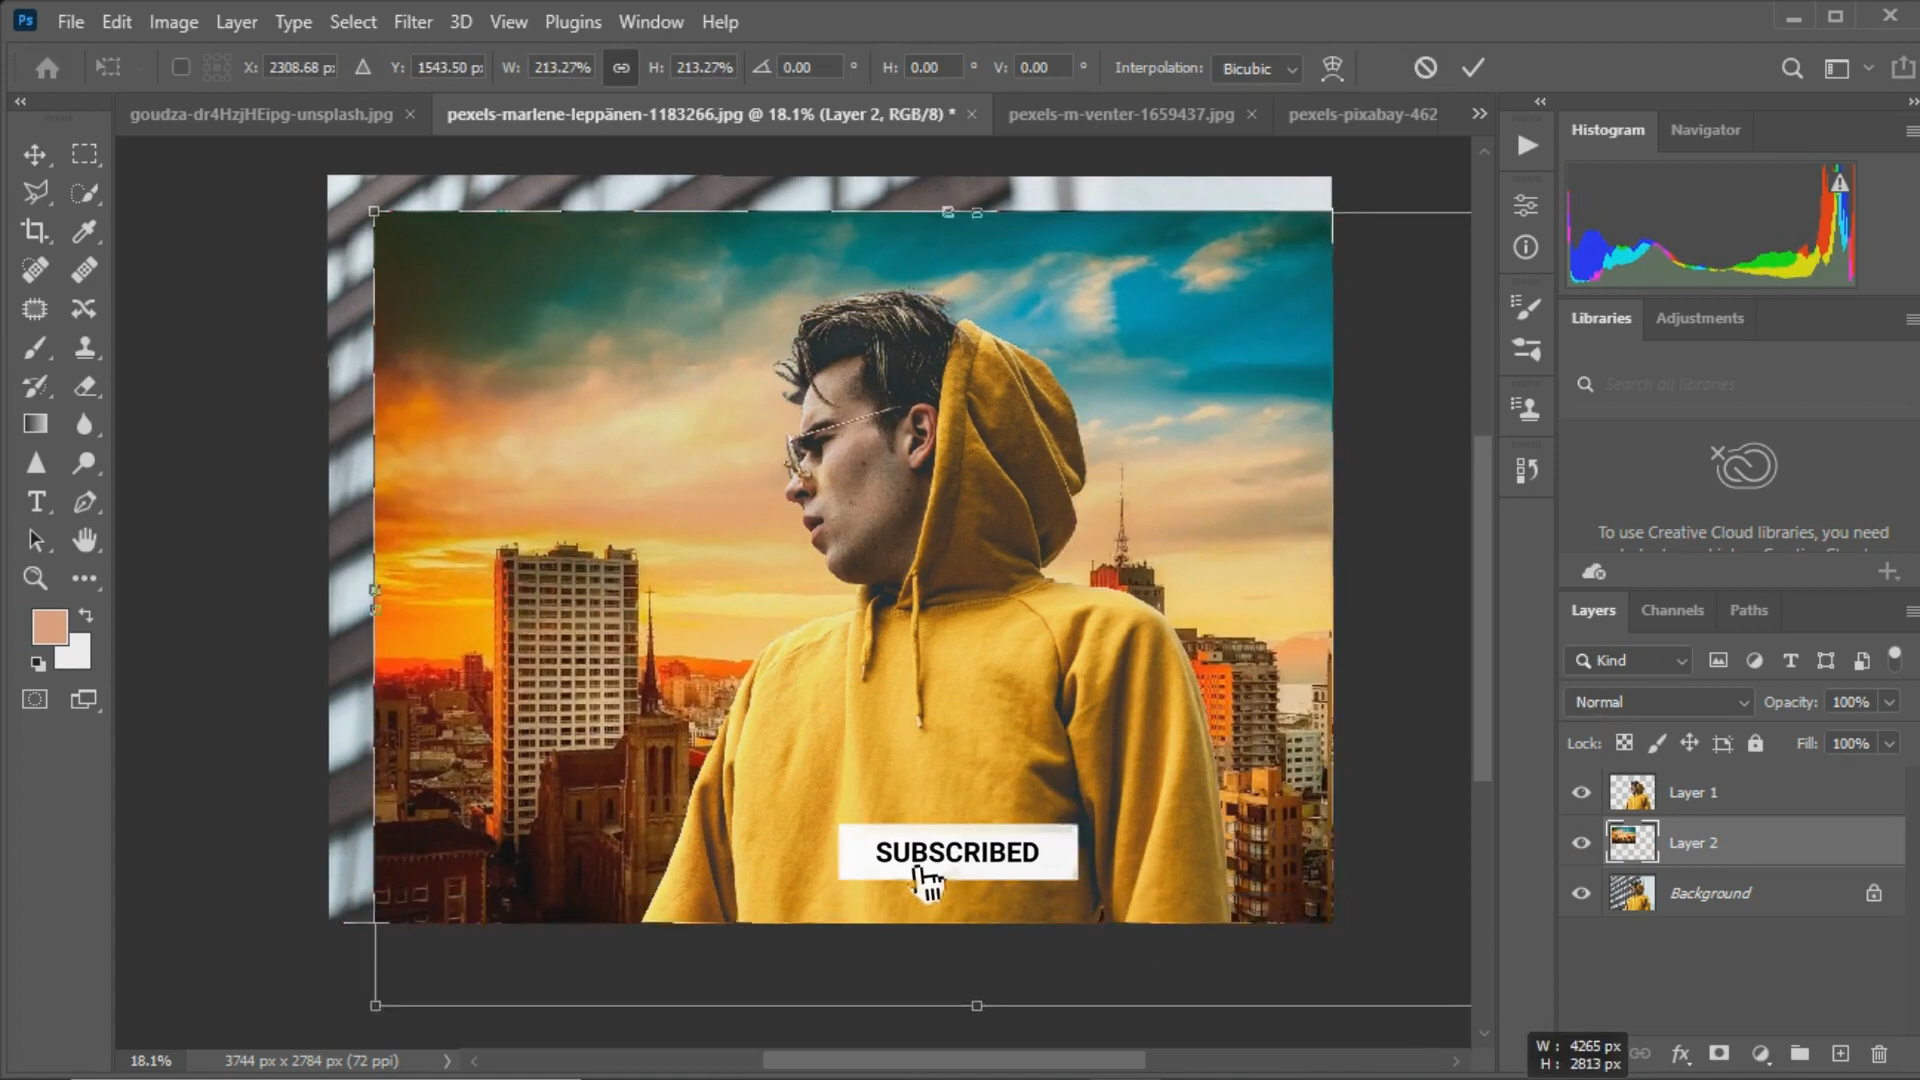 Ps File Edit Image Layer Type Select Filter 3D View Plugins Window Help
X: 2308.68 p Y: 1543.50 p W: 213.27% H: 213.27% 0.00 ° H: 0.00 ° V: 0.00 ° Interpolation: Bicubic
goudza-dr4HzjHEipg-unsplash.jpg × pexels-marlene-leppänen-1183266.jpg @ 18.1% (Layer 2, RGB/8) * × pexels-m-venter-1659437.jpg × pexels-pixabay-462
Histogram Navigator
Libraries Adjustments
Search all libraries
To use Creative Cloud libraries, you need
Layers Channels Paths
Kind
Normal Opacity: 100%
Lock: Fill: 100%
Layer 1
Layer 2
Background
SUBSCRIBED
18.1% 3744 px x 2784 px (72 ppi)
W : 4265 px
H : 2813 px
fx